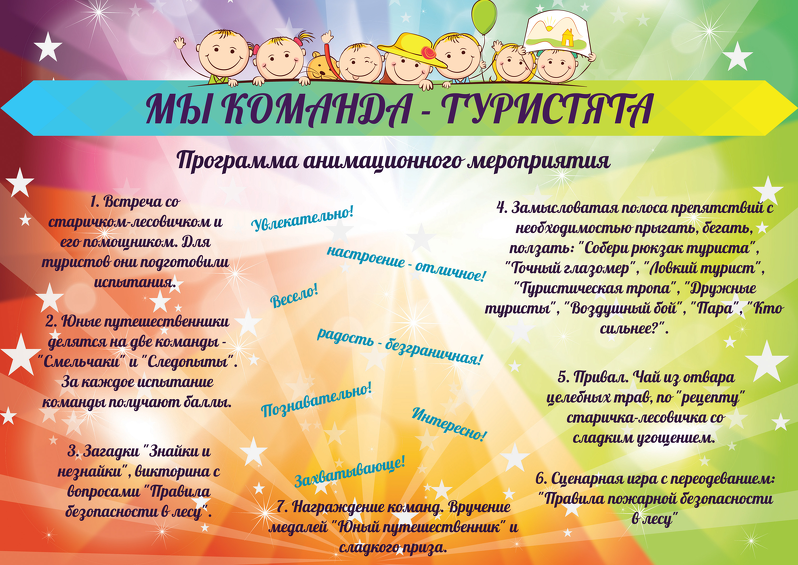 МЫ КОМАНДА - ТУРИСТЯТА
Программа анимационного мероприятия
1. Встреча со
старичком-лесовичком и
его помощником. Для
туристов они подготовили
испытания.
2. Юные путешественники
делятся на две команды -
"Смельчаки" и "Следопыты".
За каждое испытание
команды получают баллы.
3. Загадки "Знайки и
незнайки", викторина с
вопросами "Правила
безопасности в лесу".
Увлекательно!
настроение - отличное!
Весело!
радость - безграничная!
Познавательно!
Интересно!
Захватывающе!
4. Замысловатая полоса препятствий с
необходимостью прыгать, бегать,
ползать: "Собери рюкзак туриста",
"Точный глазомер", "Ловкий турист",
"Туристическая тропа", "Дружные
туристы", "Воздушный бой", "Пара", "Кто
сильнее?".
5. Привал. Чай из отвара
целебных трав, по "рецепту"
старичка-лесовичка со
сладким угощением.
6. Сценарная игра с переодеванием:
"Правила пожарной безопасности
в лесу"
7. Награждение команд. Вручение
медалей "Юный путешественник" и
сладкого приза.